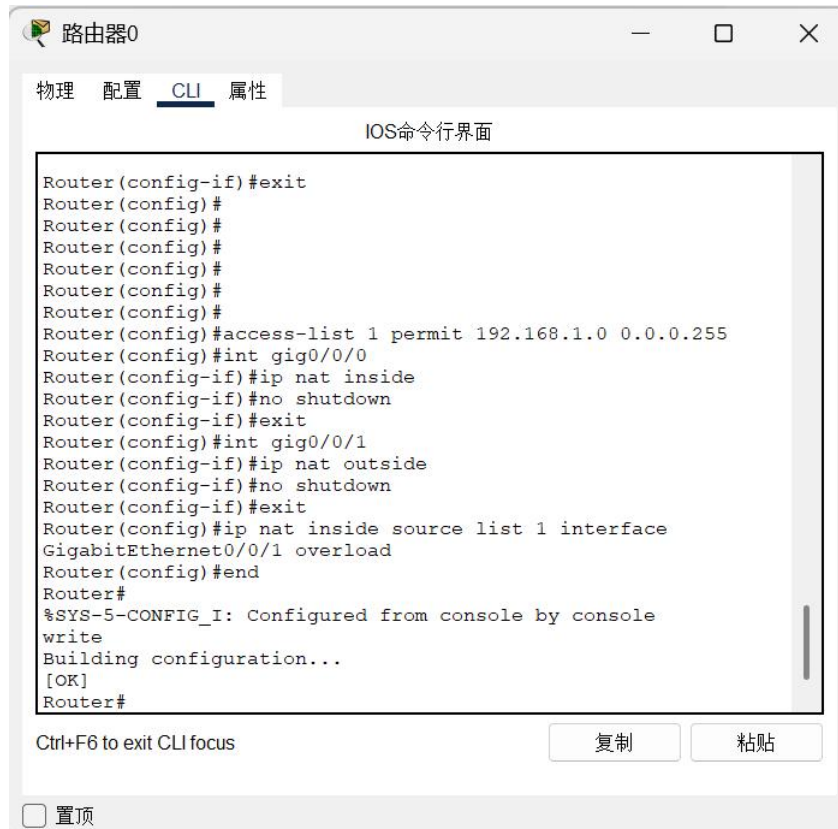 路由器0
物理 配置 CLI 属性
IOS命令行界面
Router(config-if)#exit
Router(config)#
Router(config)#
Router(config)#
Router(config)#
Router(config)#
Router(config)#
Router(config)#access-list 1 permit 192.168.1.0 0.0.0.255
Router(config)#int gig0/0/0
Router(config-if)#ip nat inside
Router(config-if)#no shutdown
Router(config-if)#exit
Router(config)#int gig0/0/1
Router(config-if)#ip nat outside
Router(config-if)#no shutdown
Router(config-if)#exit
Router(config)#ip nat inside source list 1 interface
GigabitEthernet0/0/1 overload
Router(config)#end
Router#
%SYS-5-CONFIG_I: Configured from console by console
write
Building configuration...
[OK]
Router#
Ctrl+F6 to exit CLI focus 复制 粘贴
置顶